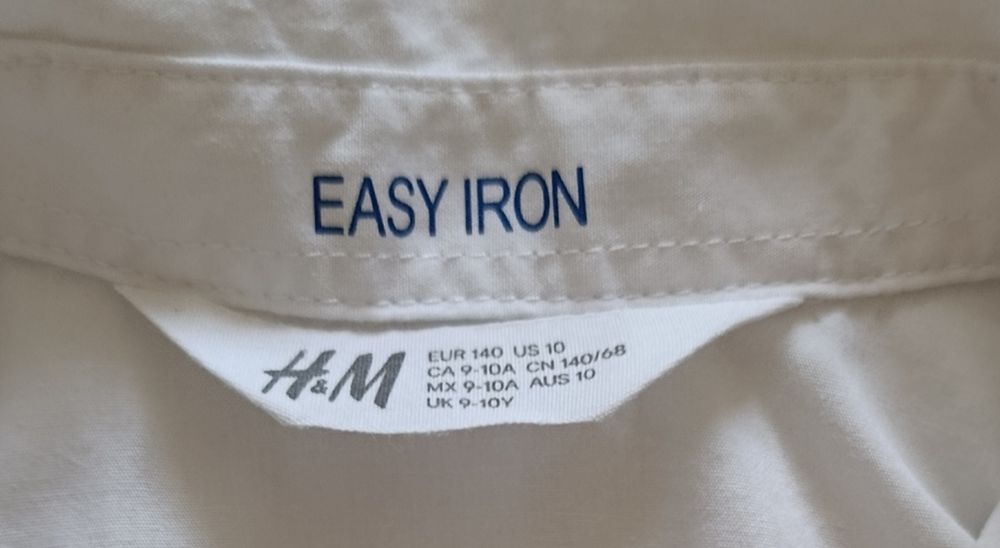 EASY IRON
H&M
EUR 140 US 10
CA 9-10A CN 140/68
MX 9-10A AUS 10
UK 9-10Y